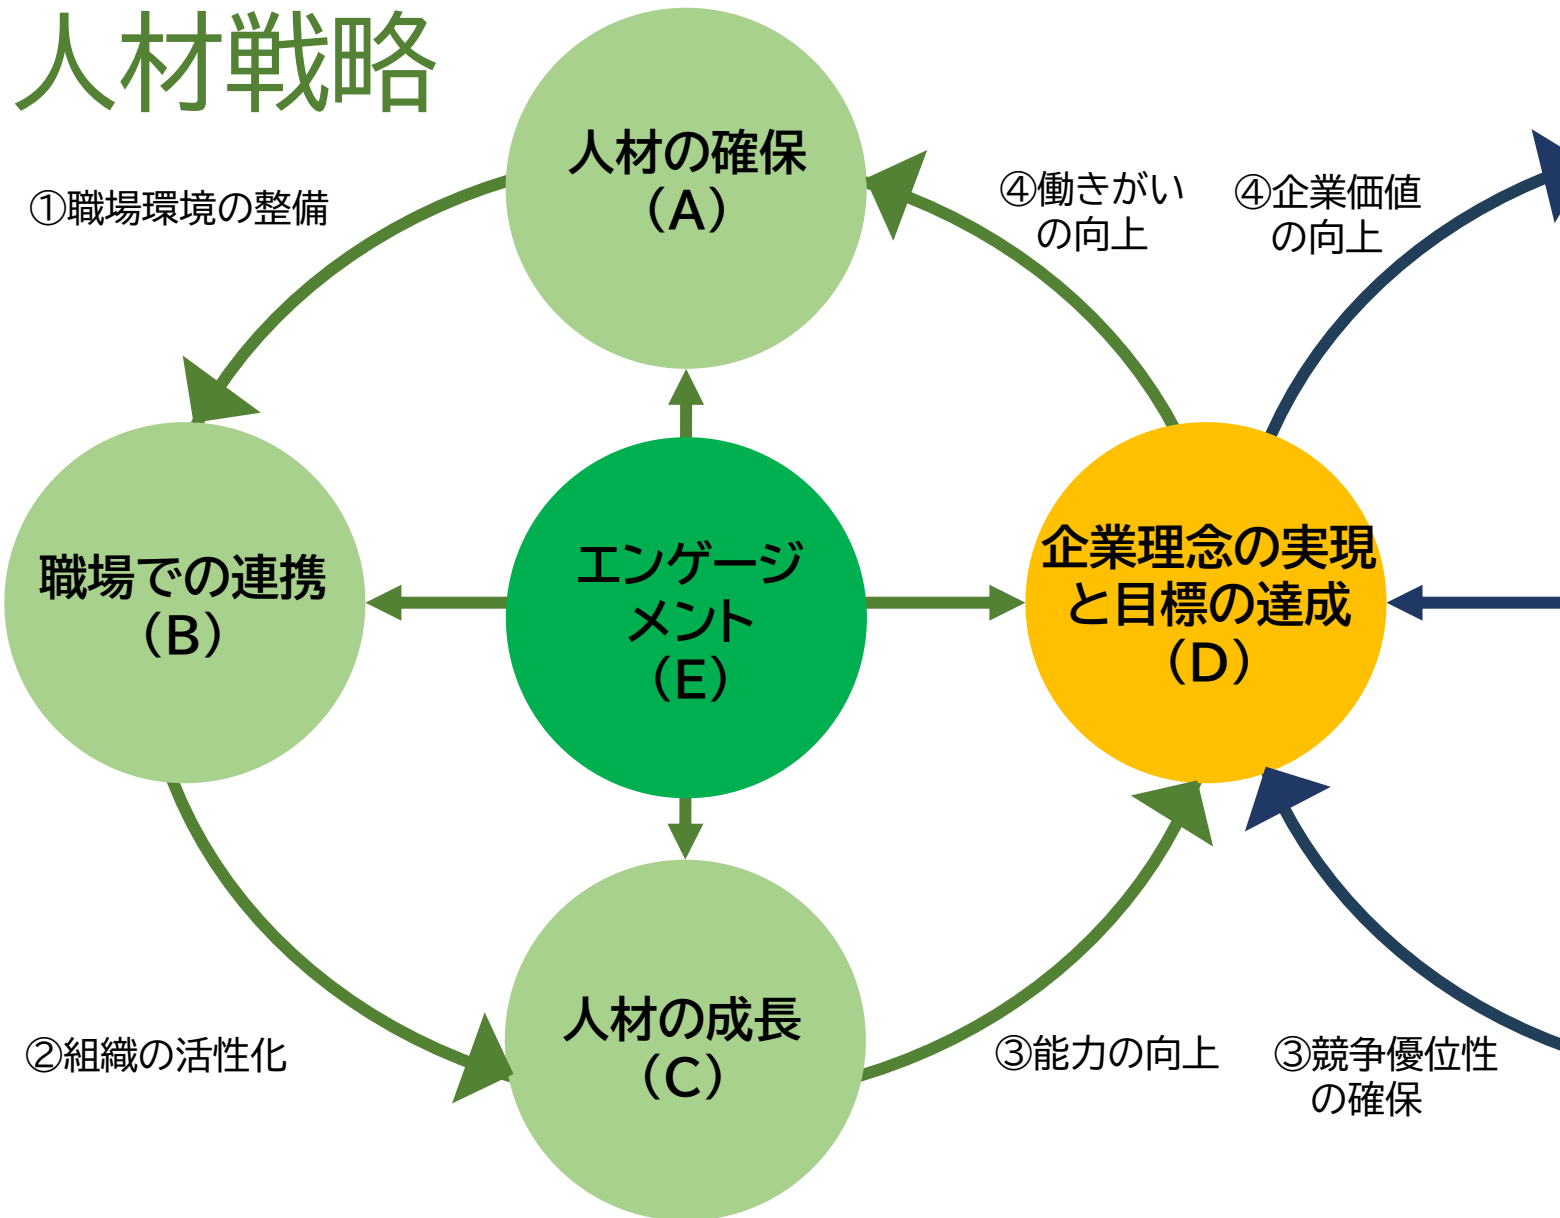 人材戦略
人材の確保
（A）
①職場環境の整備
④働きがい
の向上
④企業価値
の向上
職場での連携
（B）
エンゲージ
メント
（E）
企業理念の実現
と目標の達成
（D）
人材の成長
（C）
②組織の活性化
③能力の向上
③競争優位性
の確保